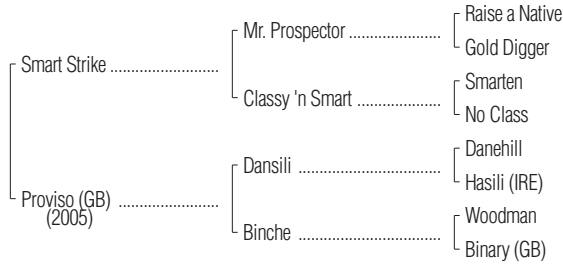 Raise a Native
Mr. Prospector ......................
Gold Digger
Smart Strike ..........................
Smarten
Classy 'n Smart ....................
No Class
Danehill
Dansili ..................................
Hasili (IRE)
Proviso (GB) ........................
(2005)
Woodman
Binche ...................................
Binary (GB)